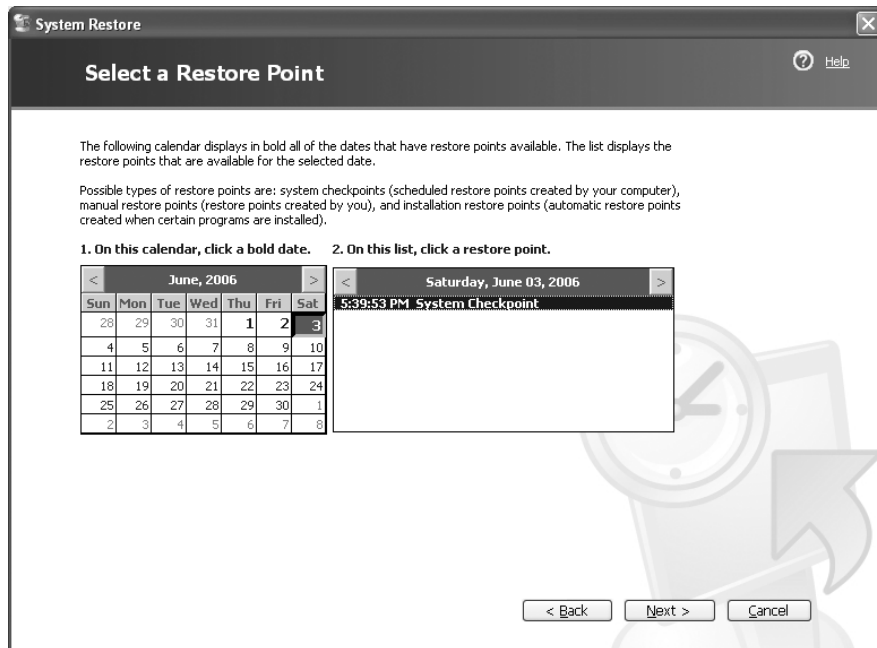 System Restore
Select a Restore Point
Help
The following calendar displays in bold all of the dates that have restore points available. The list displays the
restore points that are available for the selected date.
Possible types of restore points are: system checkpoints (scheduled restore points created by your computer),
manual restore points (restore points created by you), and installation restore points (automatic restore points
created when certain programs are installed).
1. On this calendar, click a bold date.
2. On this list, click a restore point.
< June, 2006 >
Sun Mon Tue Wed Thu Fri Sat
28 29 30 31 1 2 3
4 5 6 7 8 9 10
11 12 13 14 15 16 17
18 19 20 21 22 23 24
25 26 27 28 29 30 1
2 3 4 5 6 7 8
< Saturday, June 03, 2006 >
5:39:53 PM System Checkpoint
< Back
Next >
Cancel